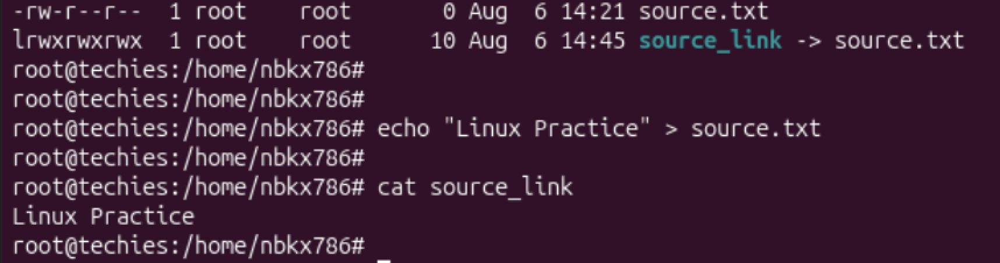 -rw-r--r--  1 root    root       0 Aug  6 14:21 source.txt
lrwxrwxrwx  1 root    root      10 Aug  6 14:45 source_link -> source.txt
root@techies:/home/nbkx786#
root@techies:/home/nbkx786#
root@techies:/home/nbkx786# echo "Linux Practice" > source.txt
root@techies:/home/nbkx786#
root@techies:/home/nbkx786# cat source_link
Linux Practice
root@techies:/home/nbkx786#